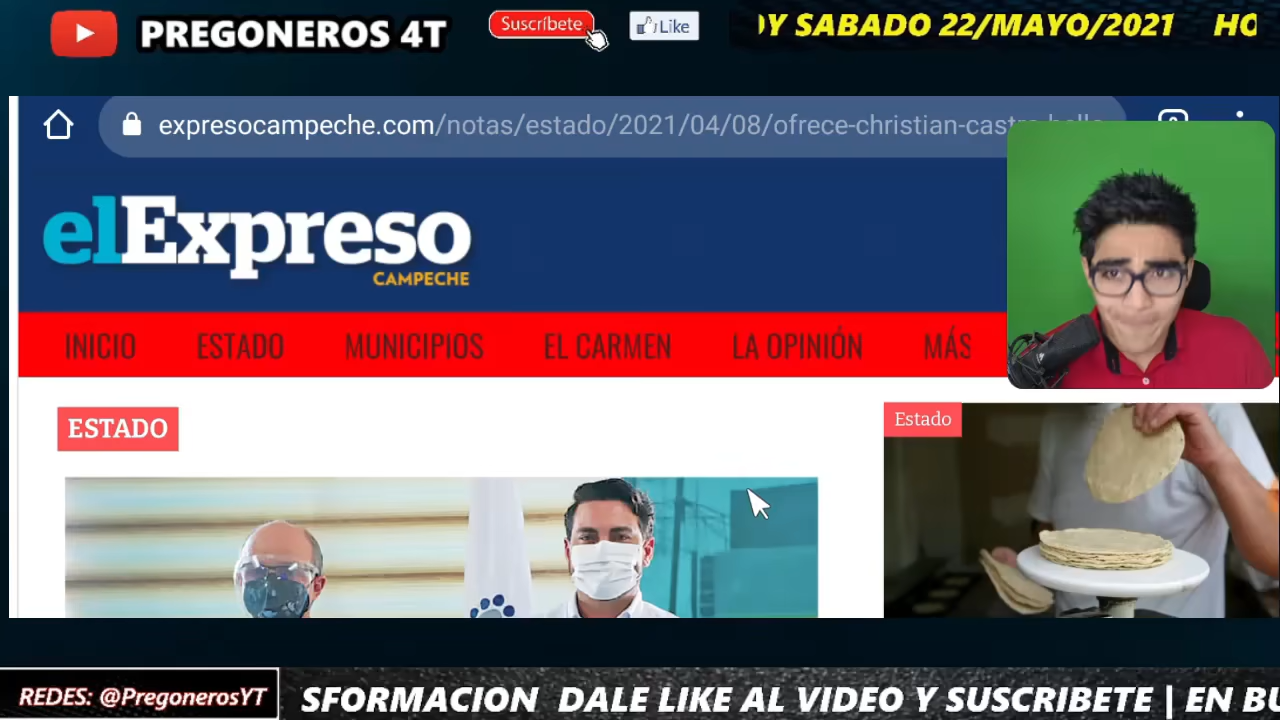 PREGONEROS 4T
Suscríbete
Like
Y SABADO 22/MAYO/2021 HO
expresocampeche.com/notas/estado/2021/04/08/ofrece-christian-castro-bello
elExpreso
CAMPECHE
INICIO ESTADO MUNICIPIOS EL CARMEN LA OPINIÓN MÁS
ESTADO
Estado
REDES: @PregonerosYT
SFORMACION DALE LIKE AL VIDEO Y SUSCRIBETE | EN BU